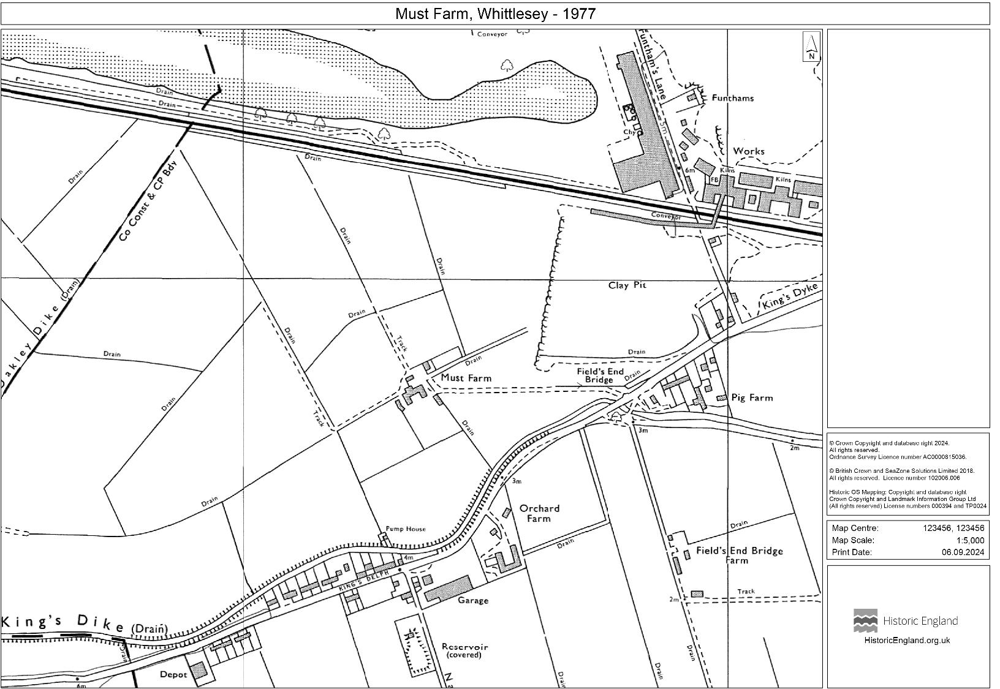 Must Farm, Whittlesey - 1977
Conveyor
N
Funtham's Lane
Drain
Drain
Funthams
5m
Chy
Works
Drain
Drain
6m
Kilns
FB
Kilns
Co Const & CP Bdy
Conveyor
Drain
Drain
Clay Pit
King's Dyke
(Drain)
Oakley Dike
Drain
Drain
Track
Drain
Drain
Drain
Must Farm
Field's End
Bridge
Drain
Drain
Pig Farm
Track
Drain
3m
2m
3m
Drain
Orchard
Farm
Pump House
Drain
Drain
Field's End Bridge
Farm
4m
KING'S DELPH
Garage
Track
2m
King's Dike (Drain)
Drain
Reservoir
(covered)
Drain
Depot
Drain
Drain
6m
© Crown Copyright and database right 2024.
All rights reserved.
Ordnance Survey Licence number AC0000815036.
© British Crown and SeaZone Solutions Limited 2018.
All rights reserved. Licence number 102006.006
Historic OS Mapping: Copyright and database right
Crown Copyright and Landmark Information Group Ltd
(All rights reserved) License numbers 000394 and TP0024
Map Centre: 123456, 123456
Map Scale: 1:5,000
Print Date: 06.09.2024
Historic England
HistoricEngland.org.uk